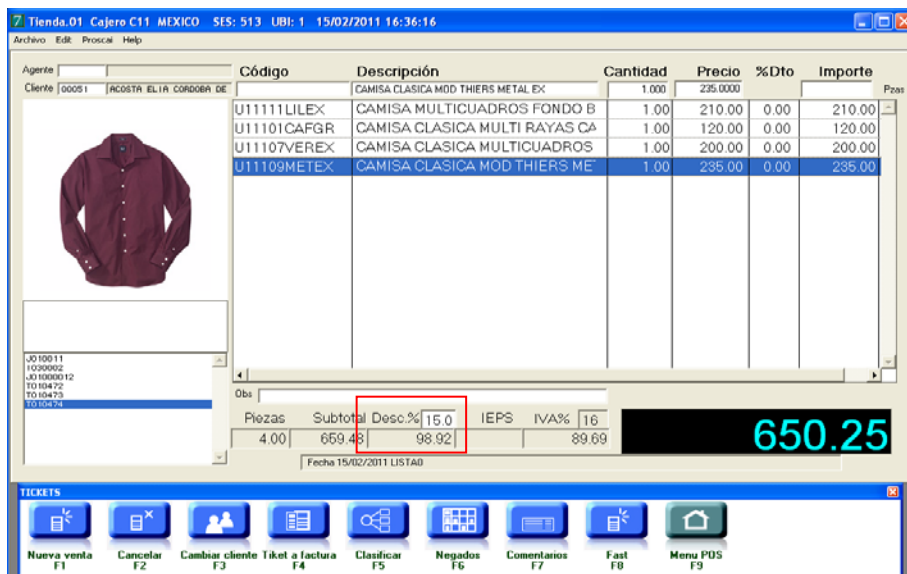 7 Tienda.01 Cajero C11 MEXICO SES: 513 UBI: 1 15/02/2011 16:36:16
Archivo Edit Proscai Help
Agente Código Descripción Cantidad Precio %Dto Importe
Cliente 00051 ACOSTA ELIA CORDOBA DE CAMISA CLASICA MOD THIERS METAL EX 1.000 235.0000 Pzas
U11111LILEX CAMISA MULTICUADROS FONDO B 1.00 210.00 0.00 210.00
U11101CAFGR CAMISA CLASICA MULTI RAYAS CA 1.00 120.00 0.00 120.00
U11107VEREX CAMISA CLASICA MULTICUADROS 1.00 200.00 0.00 200.00
U11109METEX CAMISA CLASICA MOD THIERS ME 1.00 235.00 0.00 235.00
J010011
T030002
J01000012
T010472
T010473
T010474
Obs
Piezas Subtotal Desc.% 15.0 IEPS IVA% 16
4.00 659.48 98.92 89.69
650.25
Fecha 15/02/2011 LISTA0
TICKETS
Nueva venta Cancelar Cambiar cliente Tiket a factura Clasificar Negados Comentarios Fast Menu POS
F1 F2 F3 F4 F5 F6 F7 F8 F9